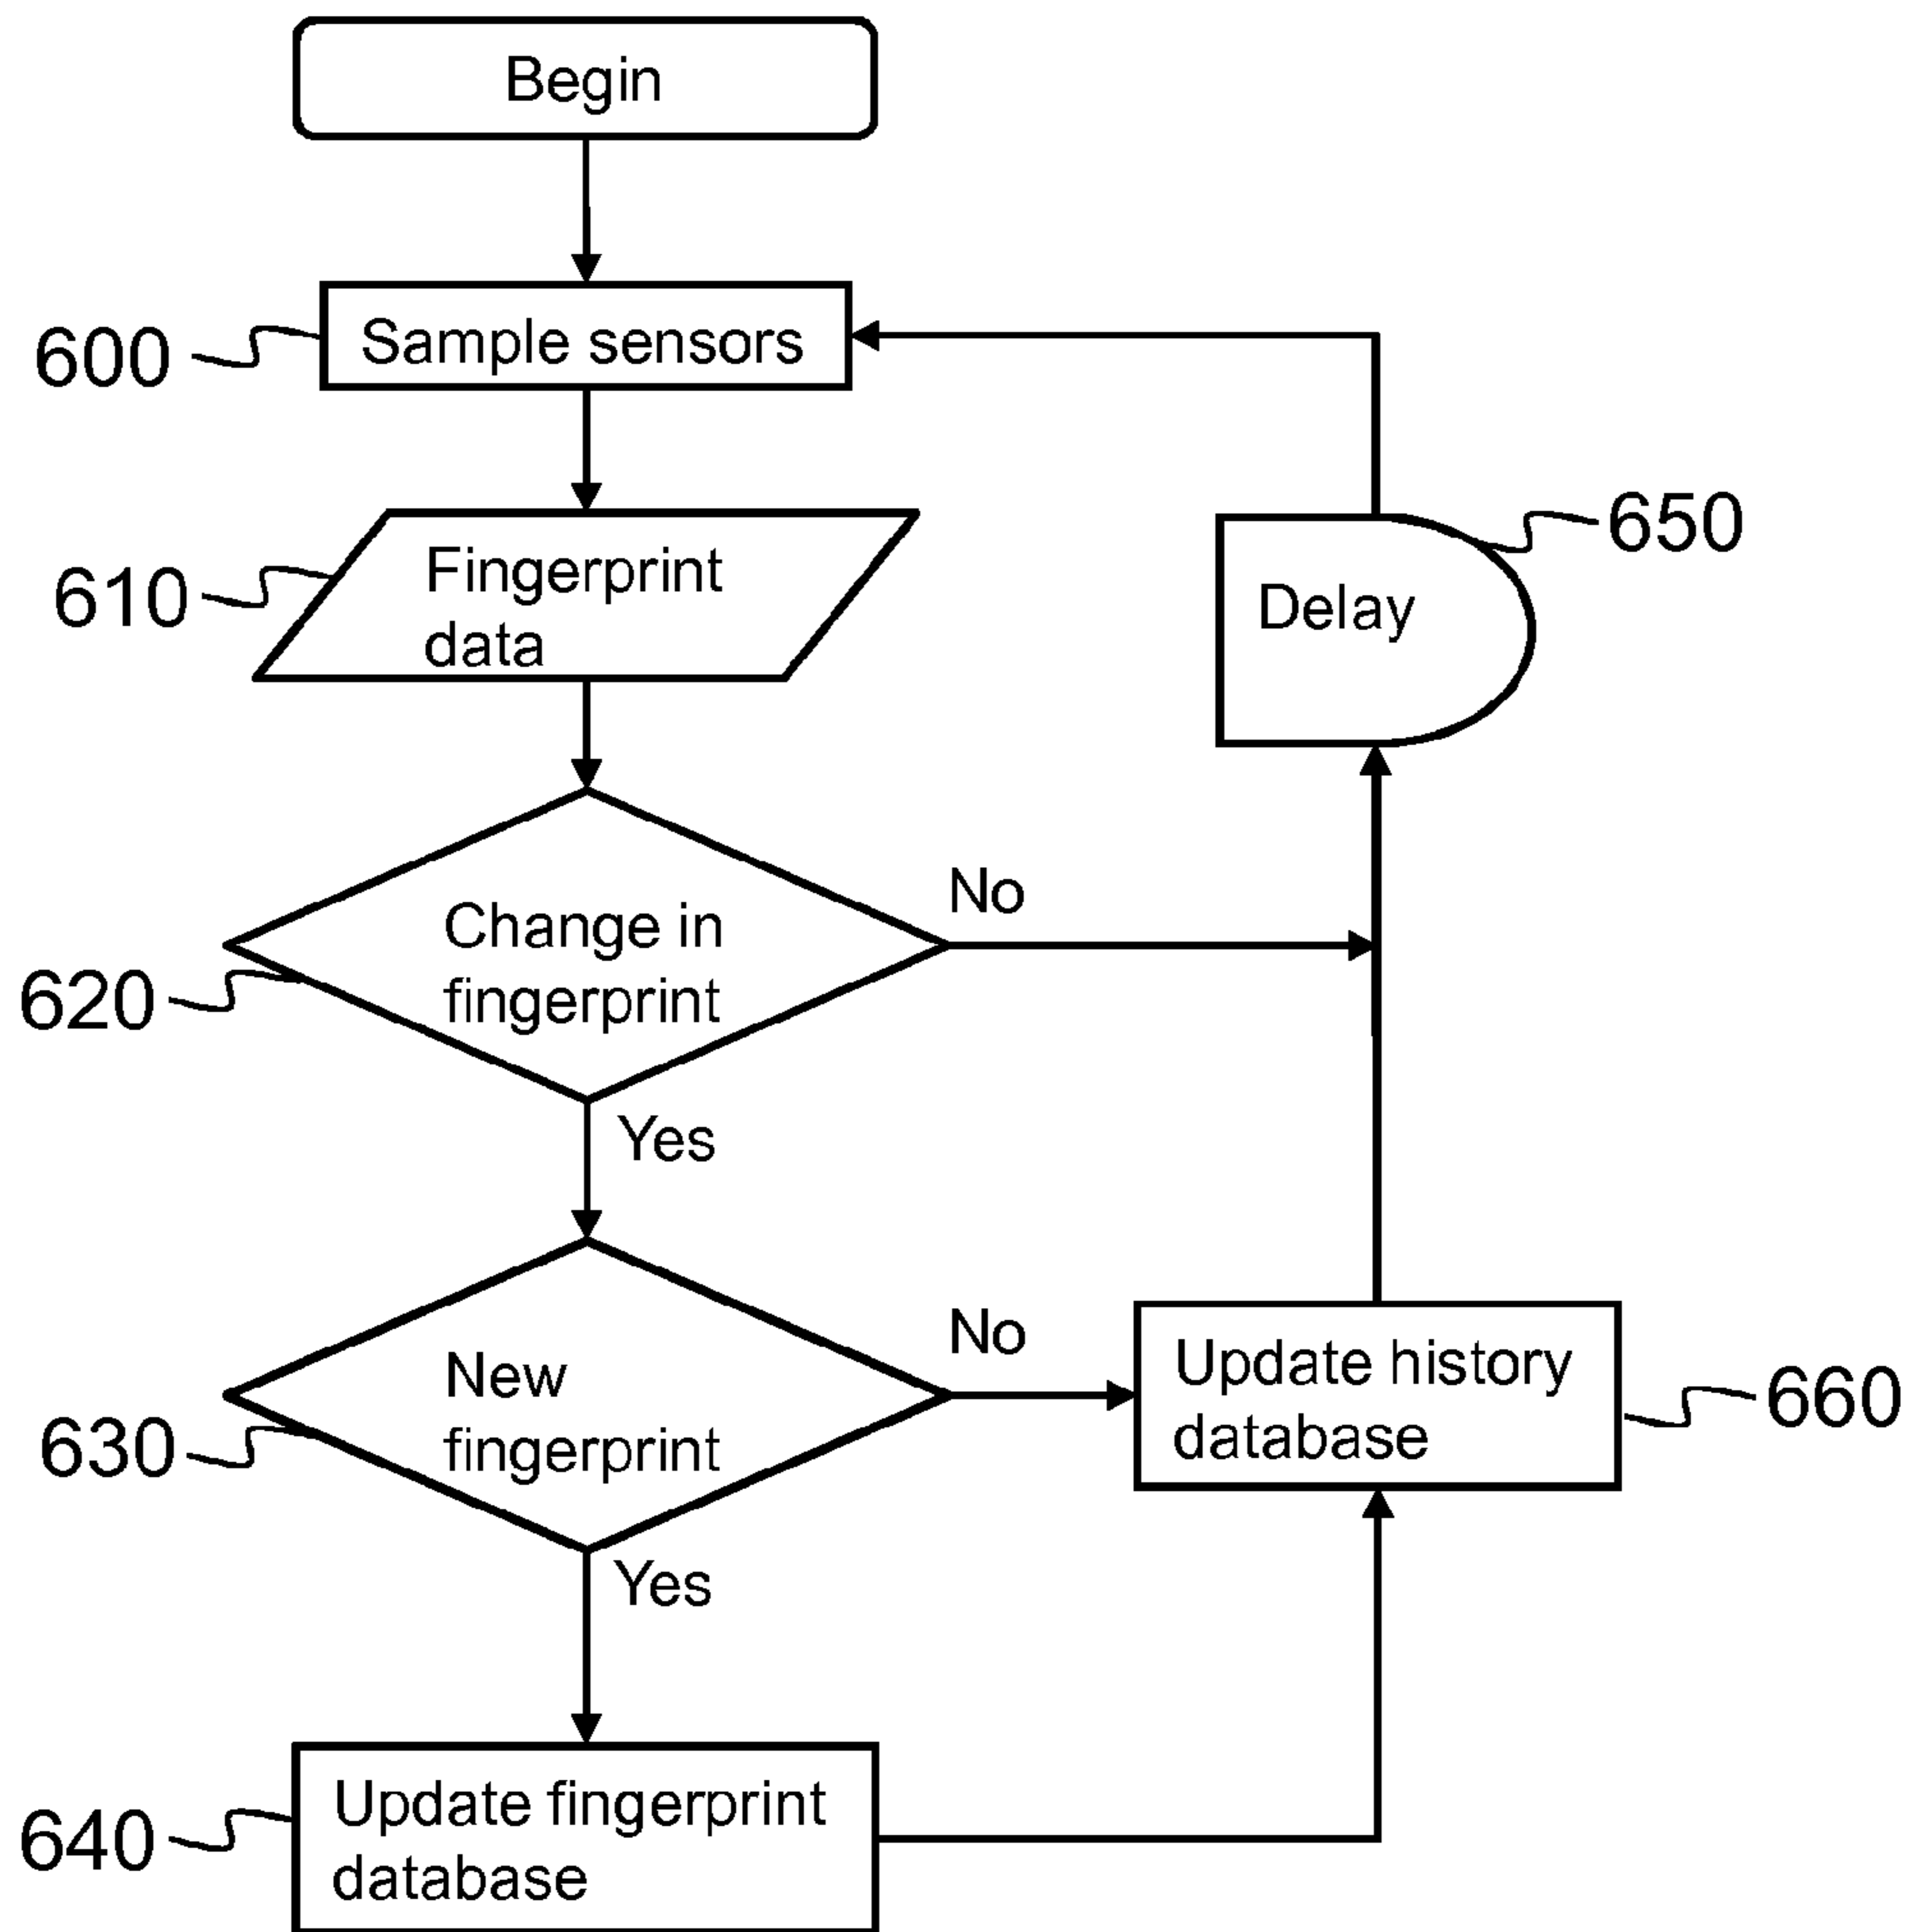 Begin
600
Sample sensors
610
Fingerprint
data
650
Delay
620
Change in
fingerprint
No
Yes
630
New
fingerprint
No
Update history
database
660
Yes
640
Update fingerprint
database